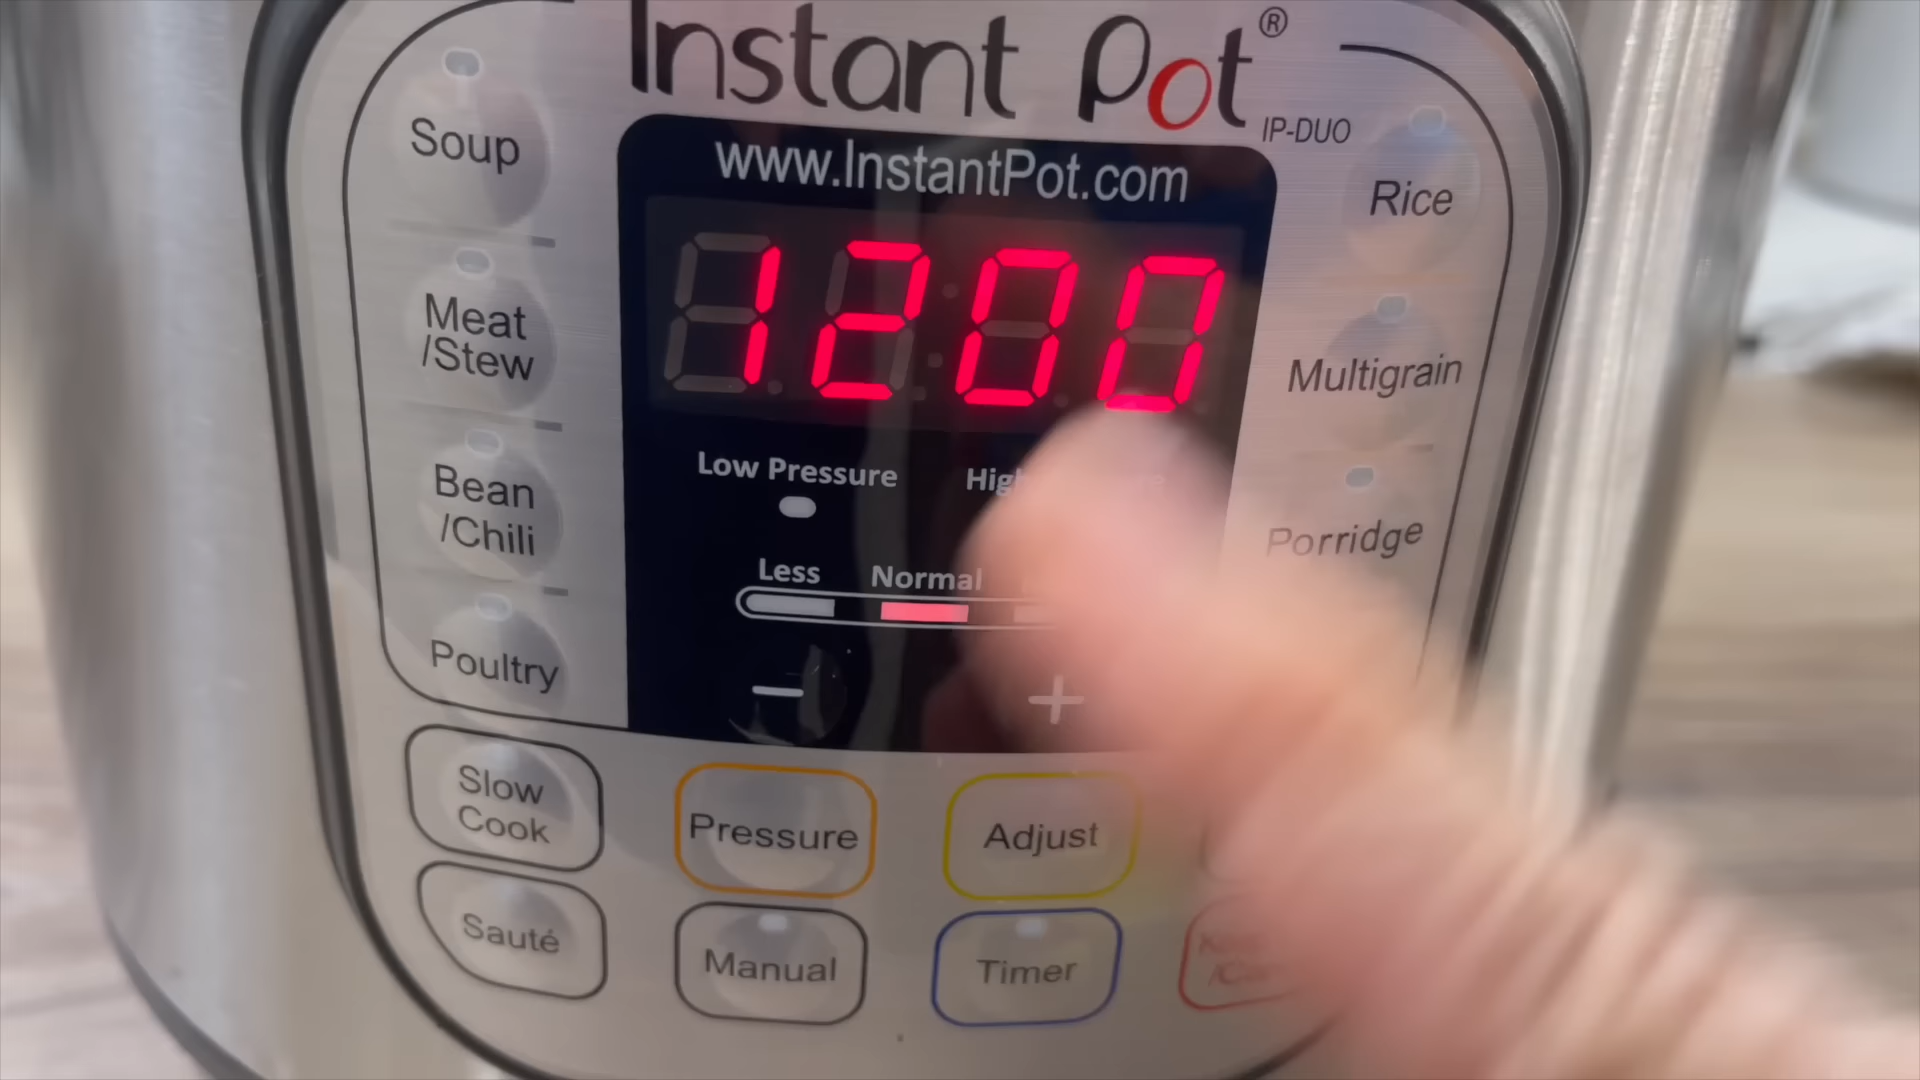 Instant Pot®
IP-DUO
www.InstantPot.com
1200
Soup
Meat
/Stew
Bean
/Chili
Poultry
Rice
Multigrain
Porridge
Low Pressure
Less
Normal
− +
Slow
Cook
Sauté
Pressure
Adjust
Manual
Timer